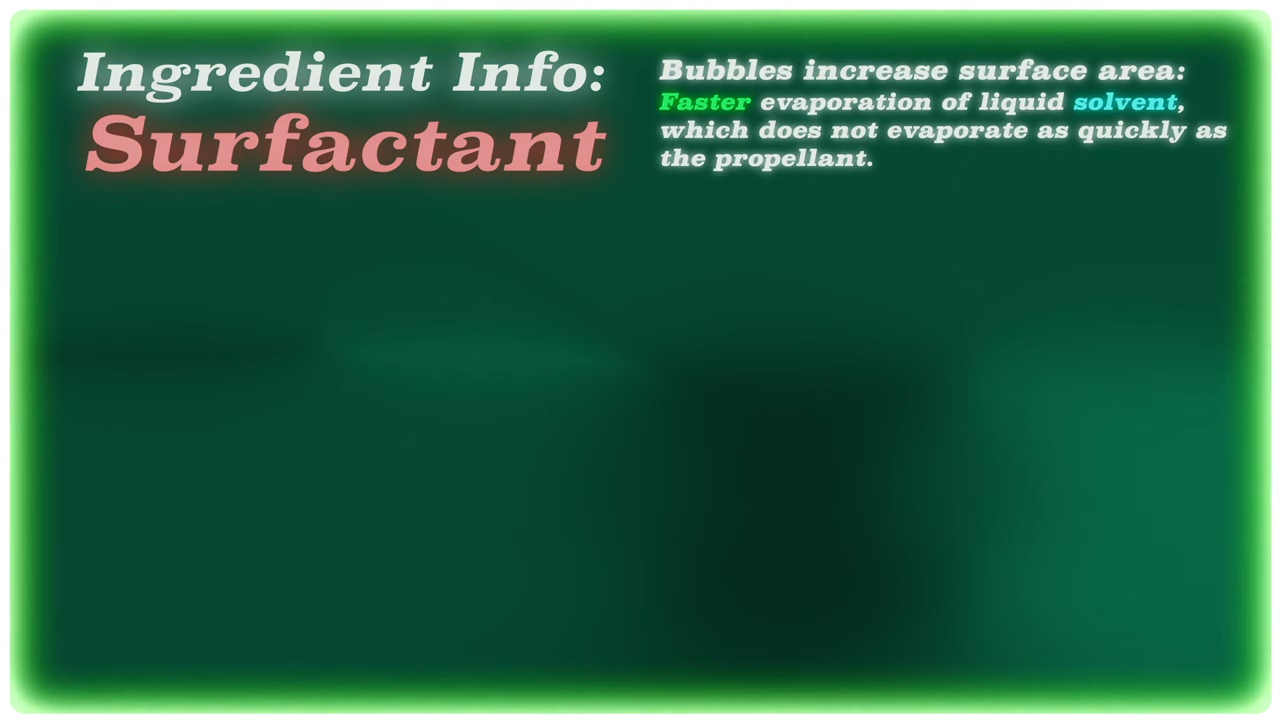 Ingredient Info:
Surfactant
Bubbles increase surface area:
Faster evaporation of liquid solvent,
which does not evaporate as quickly as
the propellant.